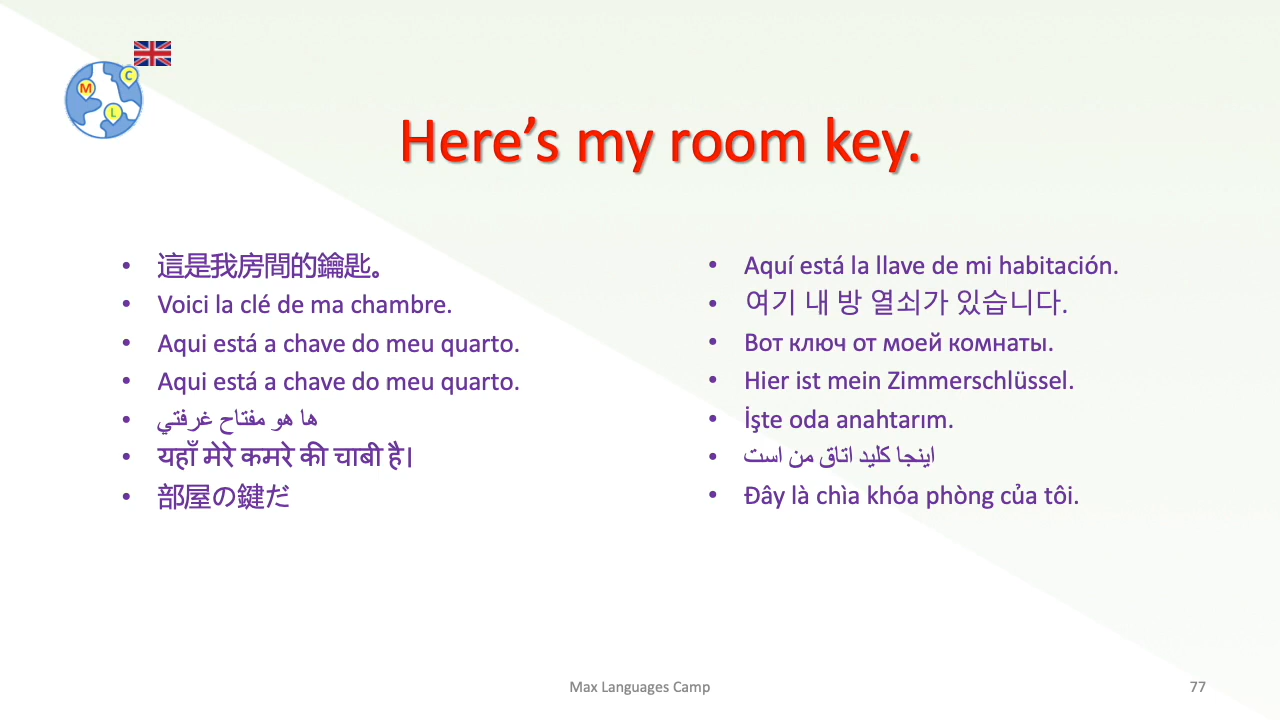 M
C
L
Here’s my room key.
• 這是我房間的鑰匙。
• Voici la clé de ma chambre.
• Aqui está a chave do meu quarto.
• Aqui está a chave do meu quarto.
• ها هو مفتاح غرفتي
• यहाँ मेरे कमरे की चाबी है।
• 部屋の鍵だ
• Aquí está la llave de mi habitación.
• 여기 내 방 열쇠가 있습니다.
• Вот ключ от моей комнаты.
• Hier ist mein Zimmerschlüssel.
• İşte oda anahtarım.
• اینجا کلید اتاق من است
• Đây là chìa khóa phòng của tôi.
Max Languages Camp
77